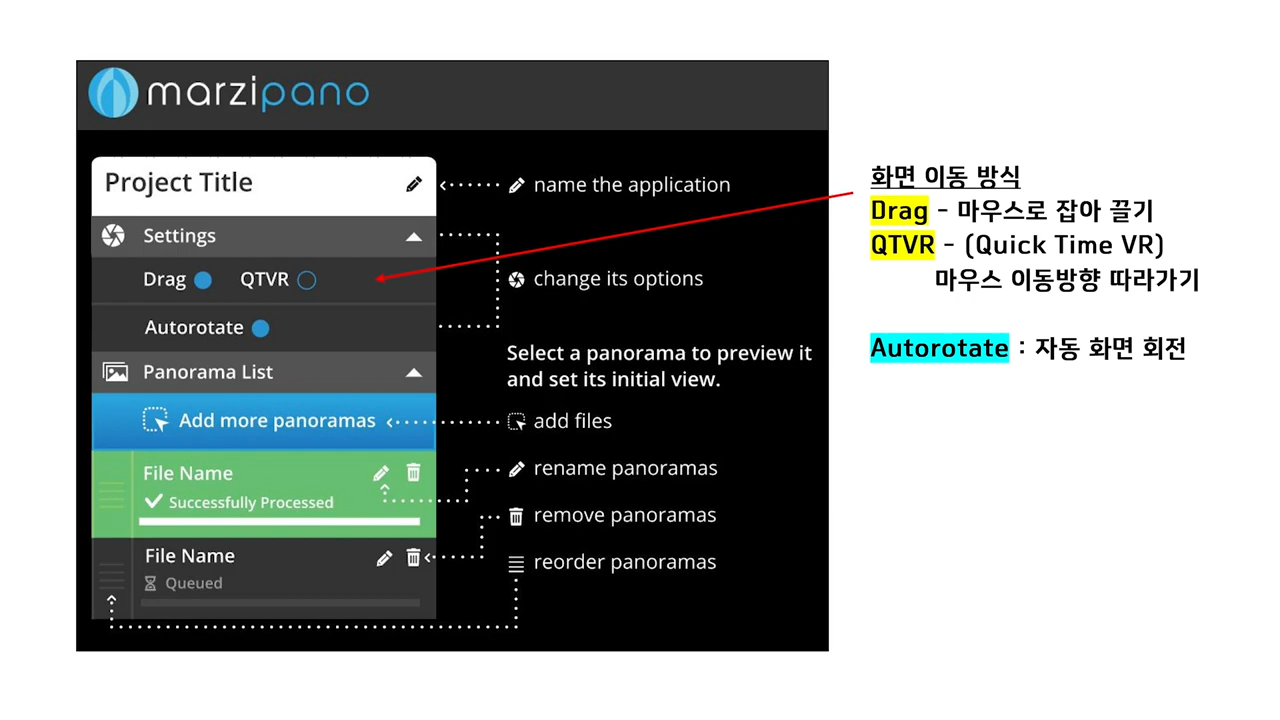 marzipano
Project Title
name the application
Settings
Drag QTVR
change its options
Autorotate
Select a panorama to preview it
and set its initial view.
Panorama List
Add more panoramas
add files
File Name
Successfully Processed
rename panoramas
remove panoramas
File Name
Queued
reorder panoramas
화면 이동 방식
Drag - 마우스로 잡아 끌기
QTVR - (Quick Time VR)
마우스 이동방향 따라가기
Autorotate : 자동 화면 회전